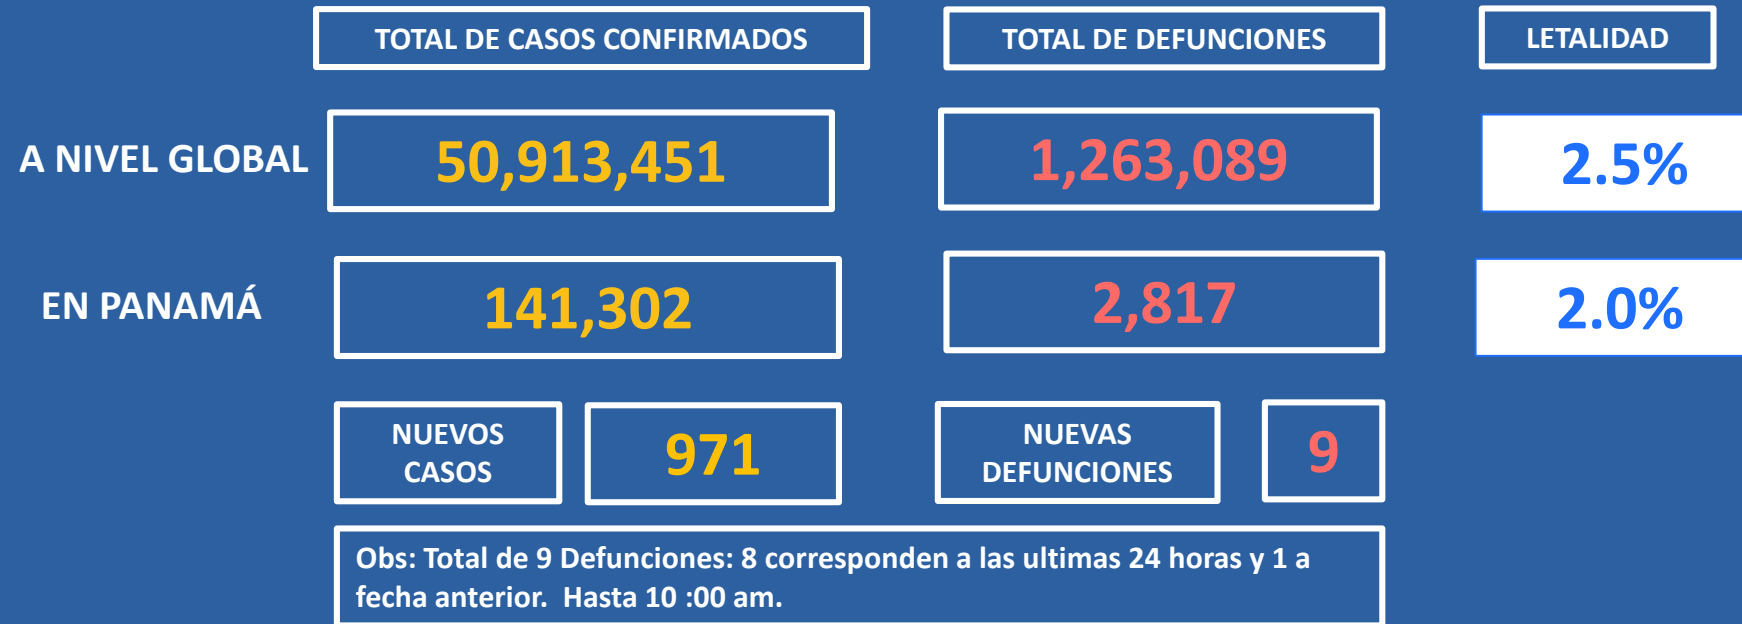 TOTAL DE CASOS CONFIRMADOS
TOTAL DE DEFUNCIONES
LETALIDAD
A NIVEL GLOBAL
50,913,451
1,263,089
2.5%
EN PANAMÁ
141,302
2,817
2.0%
NUEVOS
CASOS
971
NUEVAS
DEFUNCIONES
9
Obs: Total de 9 Defunciones: 8 corresponden a las ultimas 24 horas y 1 a
fecha anterior.  Hasta 10 :00 am.